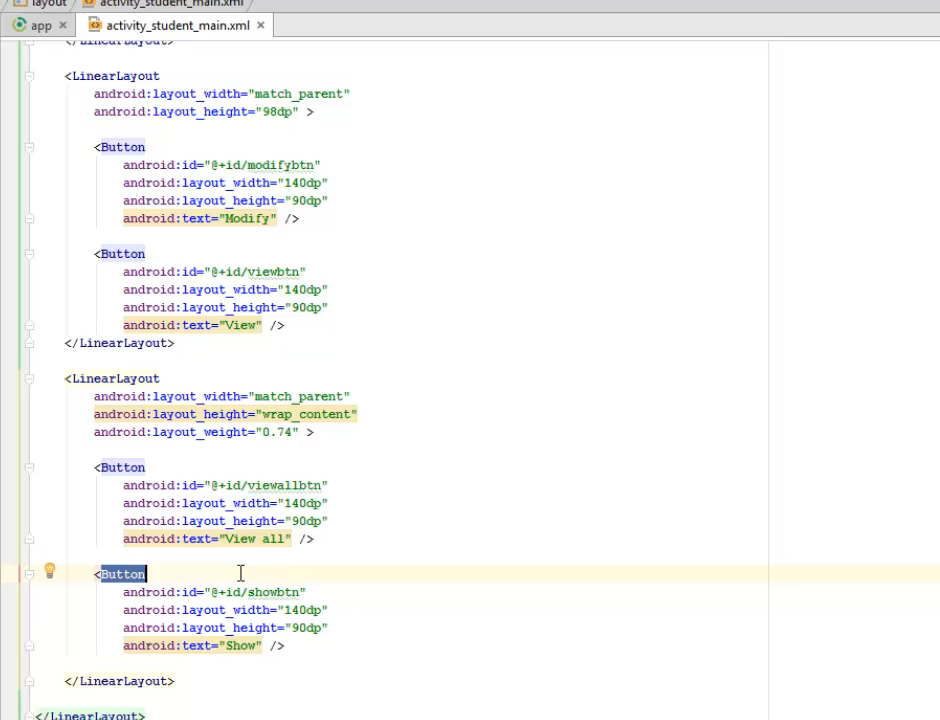 layout activity_student_main.xml
app activity_student_main.xml
</LinearLayout>
<LinearLayout
android:layout_width="match_parent"
android:layout_height="98dp" >
<Button
android:id="@+id/modifybtn"
android:layout_width="140dp"
android:layout_height="90dp"
android:text="Modify" />
<Button
android:id="@+id/viewbtn"
android:layout_width="140dp"
android:layout_height="90dp"
android:text="View" />
</LinearLayout>
<LinearLayout
android:layout_width="match_parent"
android:layout_height="wrap_content"
android:layout_weight="0.74" >
<Button
android:id="@+id/viewallbtn"
android:layout_width="140dp"
android:layout_height="90dp"
android:text="View all" />
<Button
android:id="@+id/showbtn"
android:layout_width="140dp"
android:layout_height="90dp"
android:text="Show" />
</LinearLayout>
</LinearLayout>